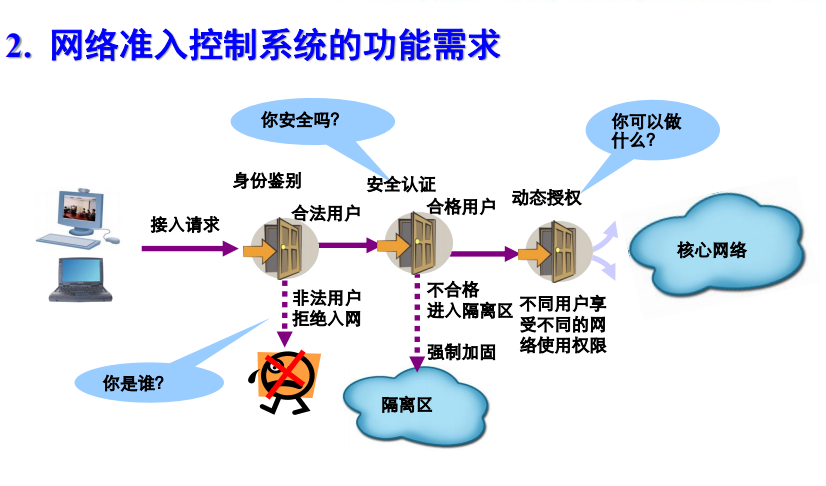 2. 网络准入控制系统的功能需求
你安全吗?
你可以做
什么?
身份鉴别
安全认证
动态授权
接入请求
合法用户
合格用户
核心网络
非法用户
拒绝入网
不合格
进入隔离区
强制加固
不同用户享
受不同的网
络使用权限
你是谁?
隔离区